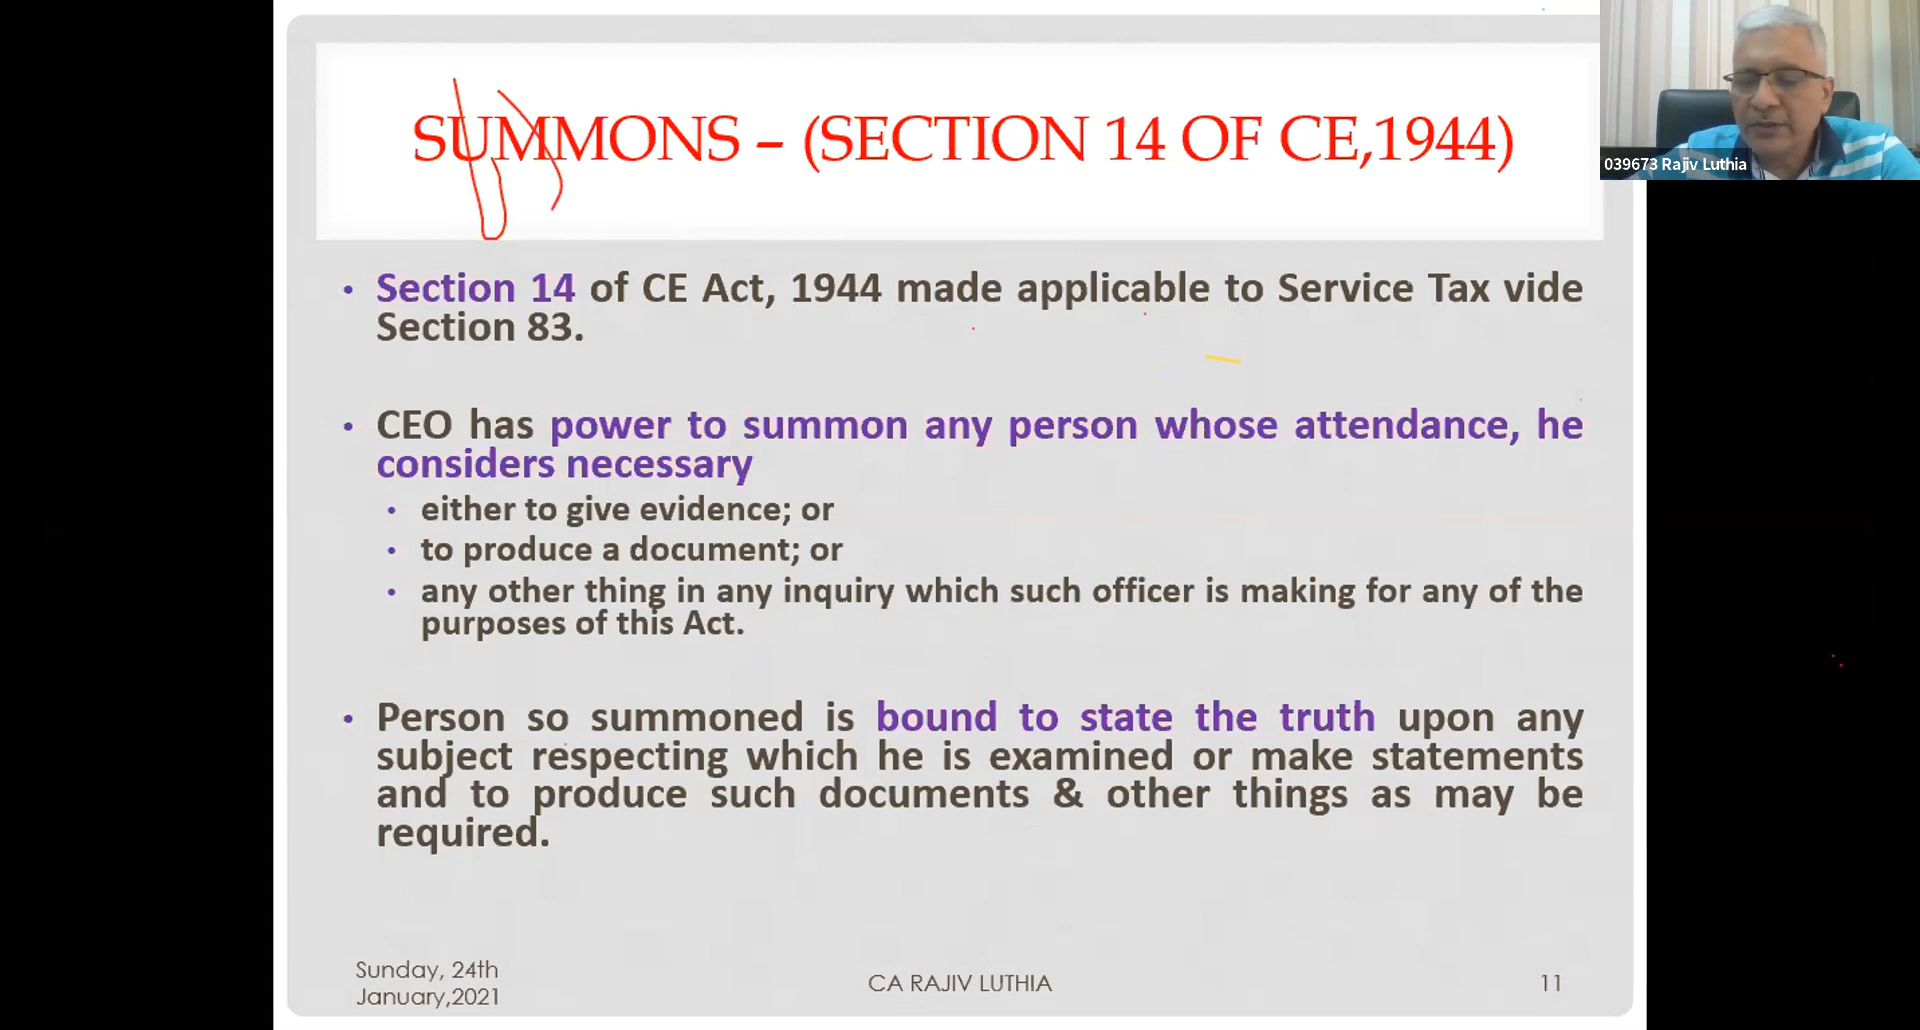 SUMMONS – (SECTION 14 OF CE,1944)
039673 Rajiv Luthia
• Section 14 of CE Act, 1944 made applicable to Service Tax vide
Section 83.
• CEO has power to summon any person whose attendance, he
considers necessary
• either to give evidence; or
• to produce a document; or
• any other thing in any inquiry which such officer is making for any of the
purposes of this Act.
• Person so summoned is bound to state the truth upon any
subject respecting which he is examined or make statements
and to produce such documents & other things as may be
required.
Sunday, 24th
January,2021
CA RAJIV LUTHIA
11